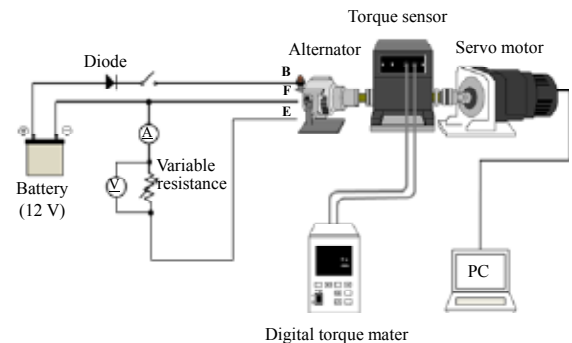 Torque sensor
Diode
Alternator
Servo motor
B
F
E
A
V
Variable
resistance
Battery
(12 V)
PC
Digital torque mater